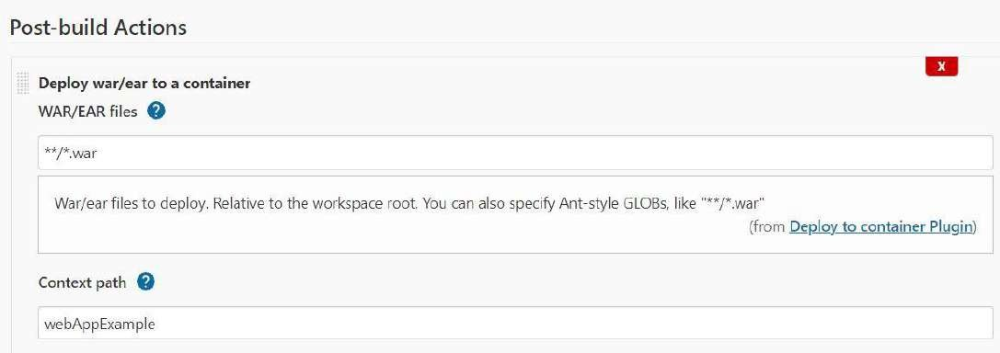 Post-build Actions
X
Deploy war/ear to a container
WAR/EAR files ?
**/*.war
War/ear files to deploy. Relative to the workspace root. You can also specify Ant-style GLOBs, like "**/*.war"
(from Deploy to container Plugin)
Context path ?
webAppExample